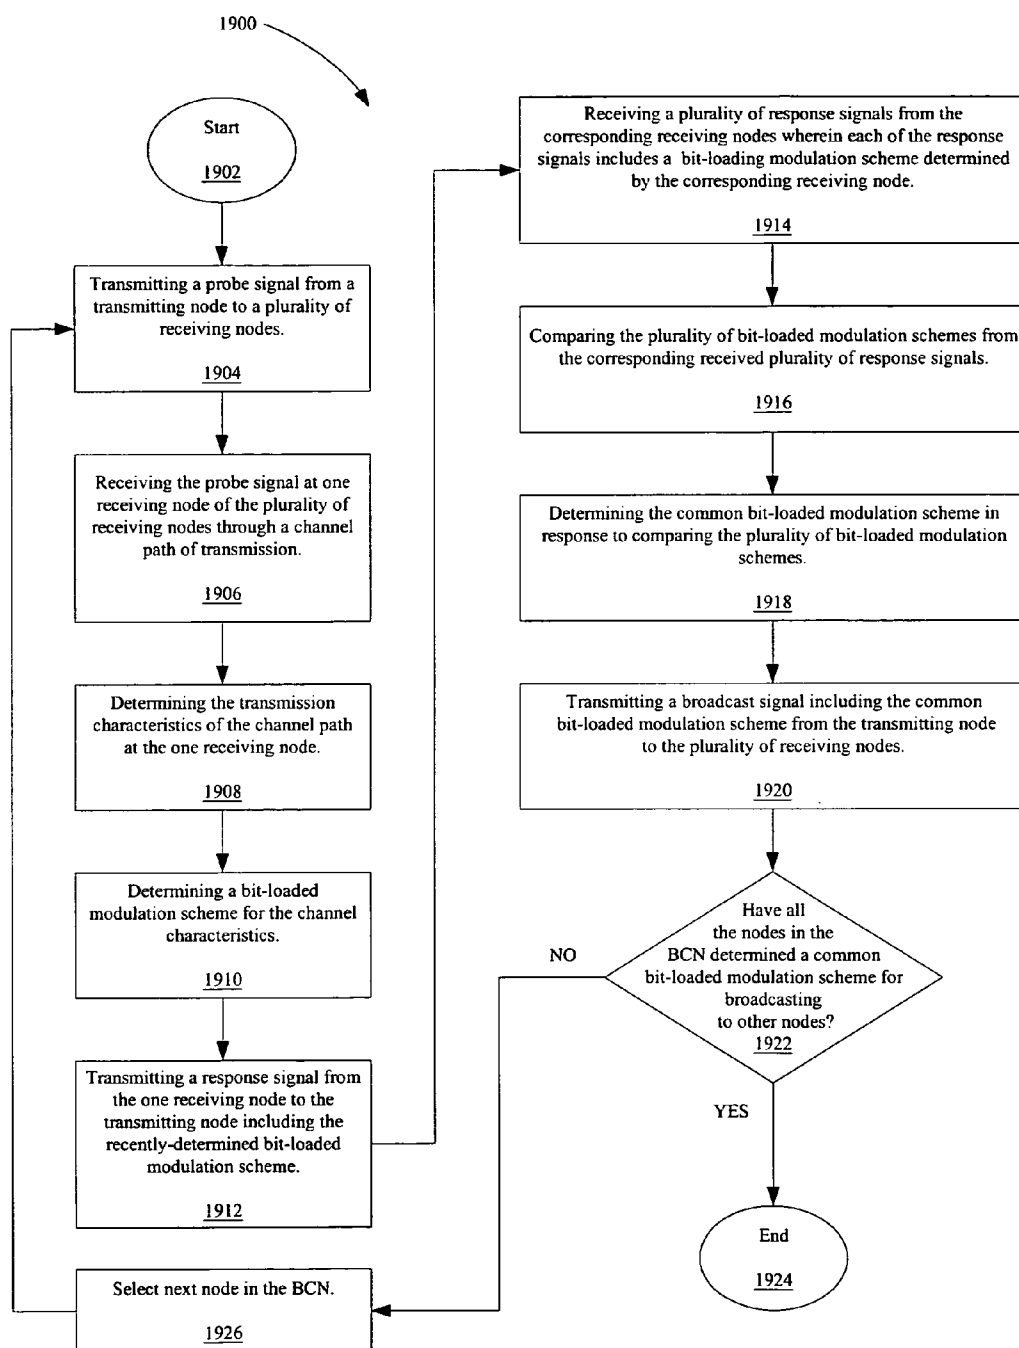 1900
Start
1902
Transmitting a probe signal from a
transmitting node to a plurality of
receiving nodes.
1904
Receiving the probe signal at one
receiving node of the plurality of
receiving nodes through a channel
path of transmission.
1906
Determining the transmission
characteristics of the channel path
at the one receiving node.
1908
Determining a bit-loaded
modulation scheme for the channel
characteristics.
1910
Transmitting a response signal from
the one receiving node to the
transmitting node including the
recently-determined bit-loaded
modulation scheme.
1912
Receiving a plurality of response signals from the
corresponding receiving nodes wherein each of the response
signals includes a bit-loading modulation scheme determined
by the corresponding receiving node.
1914
Comparing the plurality of bit-loaded modulation schemes from
the corresponding received plurality of response signals.
1916
Determining the common bit-loaded modulation scheme in
response to comparing the plurality of bit-loaded modulation
schemes.
1918
Transmitting a broadcast signal including the common
bit-loaded modulation scheme from the transmitting node
to the plurality of receiving nodes.
1920
Have all
the nodes in the
BCN determined a common
bit-loaded modulation scheme for
broadcasting
to other nodes?
1922
NO
YES
End
1924
Select next node in the BCN.
1926